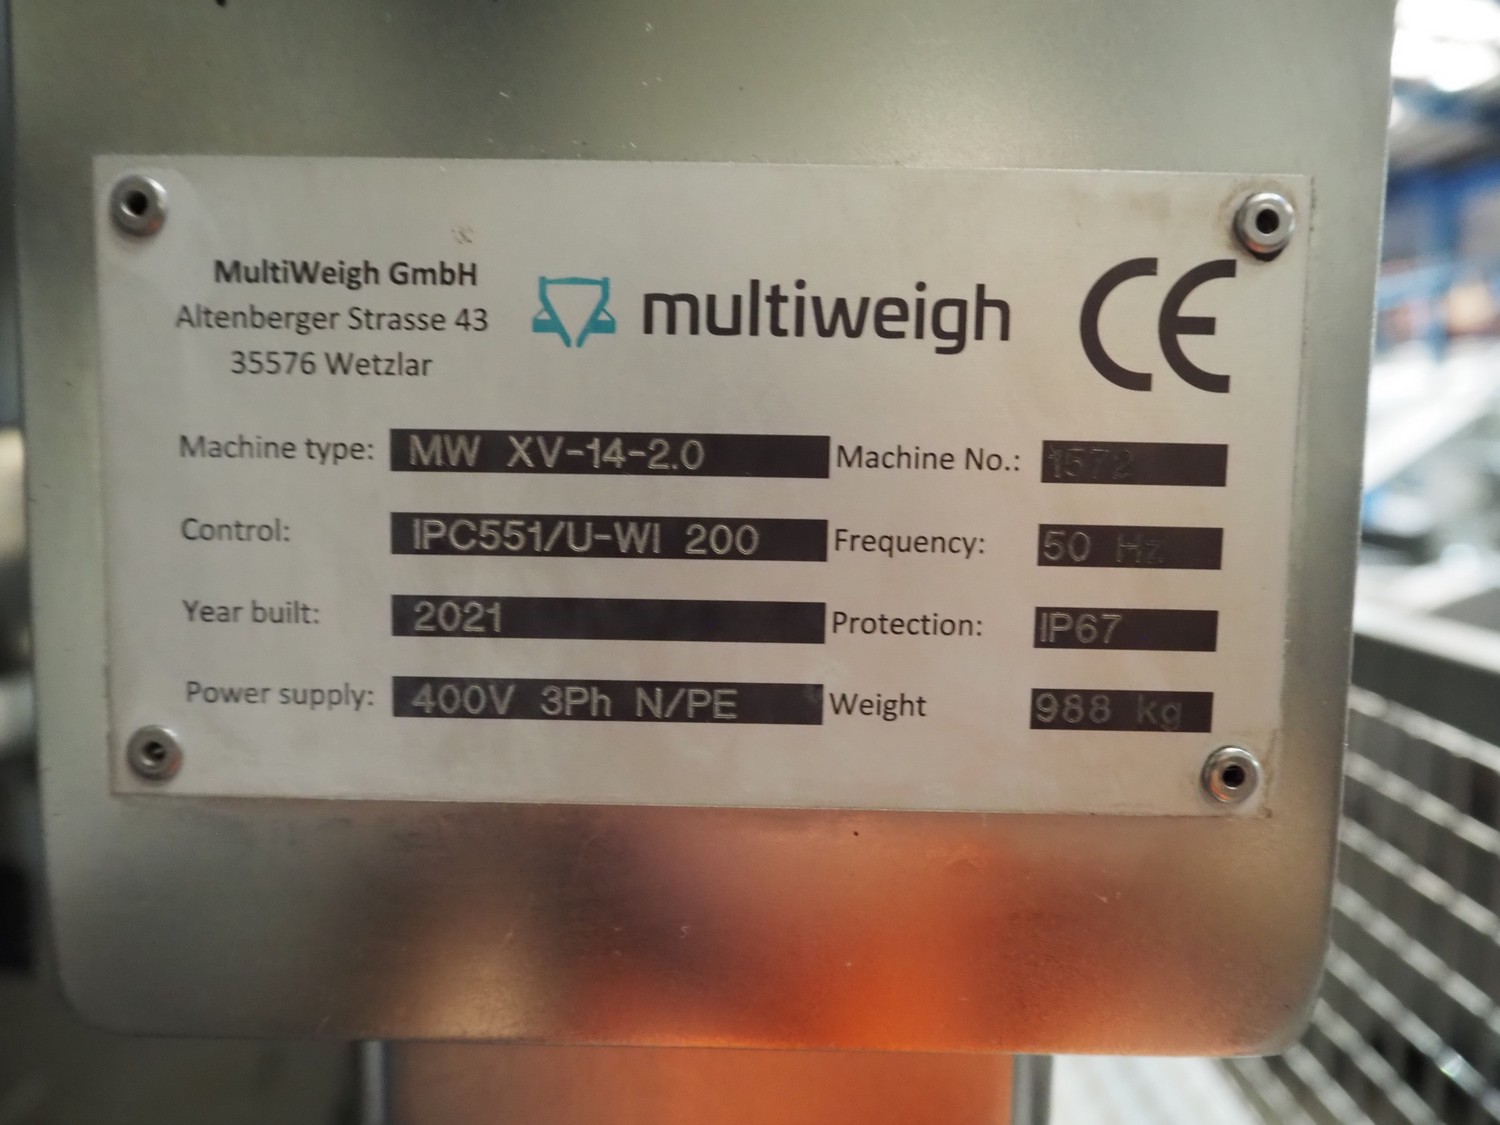 MultiWeigh GmbH
Altenberger Strasse 43
35576 Wetzlar
multiweigh
CE
Machine type: MW XV-14-2.0 Machine No.: 1572
Control: IPC551/U-WI 200 Frequency: 50 Hz
Year built: 2021 Protection: IP67
Power supply: 400V 3Ph N/PE Weight 988 kg